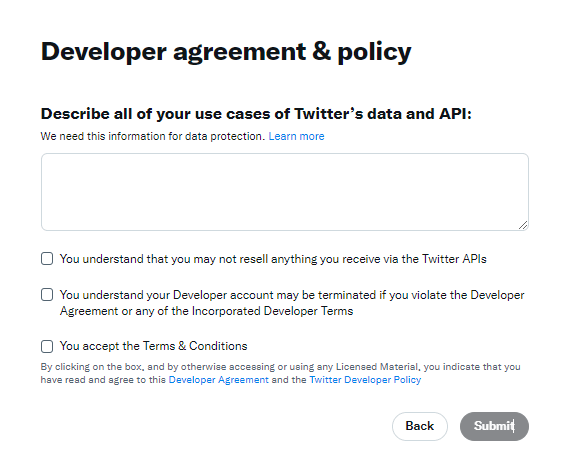 Developer agreement & policy
Describe all of your use cases of Twitter’s data and API:
We need this information for data protection. Learn more
You understand that you may not resell anything you receive via the Twitter APIs
You understand your Developer account may be terminated if you violate the Developer
Agreement or any of the Incorporated Developer Terms
You accept the Terms & Conditions
By clicking on the box, and by otherwise accessing or using any Licensed Material, you indicate that you
have read and agree to this Developer Agreement and the Twitter Developer Policy
Back Submit